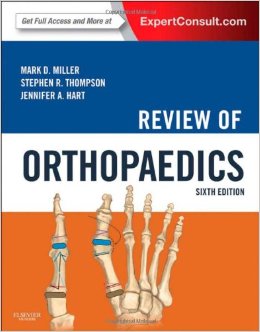 Get Full Access and More at
ExpertConsult.com
MARK D. MILLER
STEPHEN R. THOMPSON
JENNIFER A. HART
REVIEW OF
ORTHOPAEDICS
SIXTH EDITION
ELSEVIER